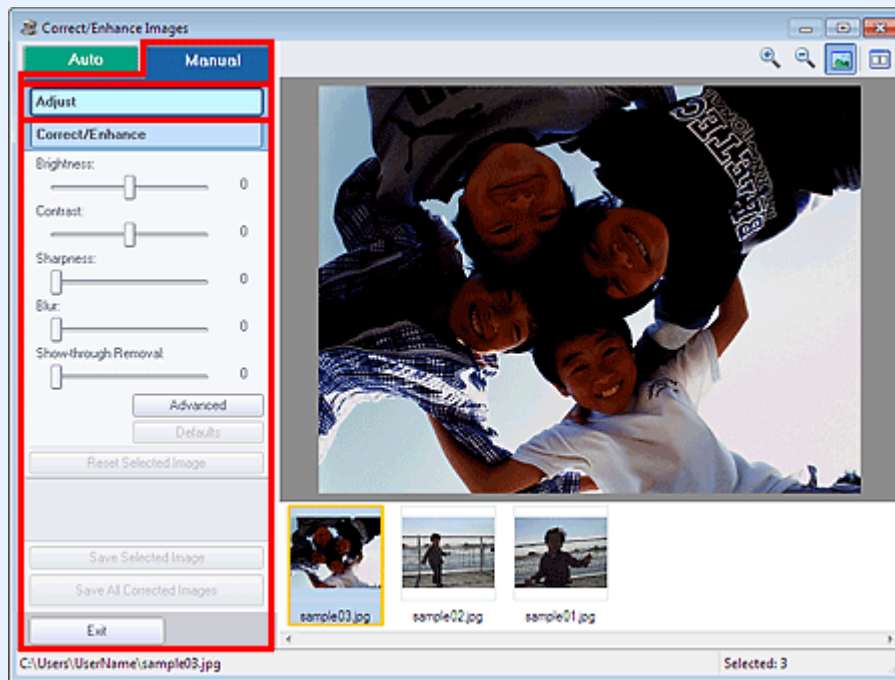 Correct/Enhance Images
Auto Manual
Adjust
Correct/Enhance
Brightness:
0
Contrast:
0
Sharpness:
0
Blur:
0
Show-through Removal:
0
Advanced
Defaults
Reset Selected Image
Save Selected Image
Save All Corrected Images
Exit
sample03.jpg sample02.jpg sample01.jpg
C:\Users\UserName\sample03.jpg Selected: 3